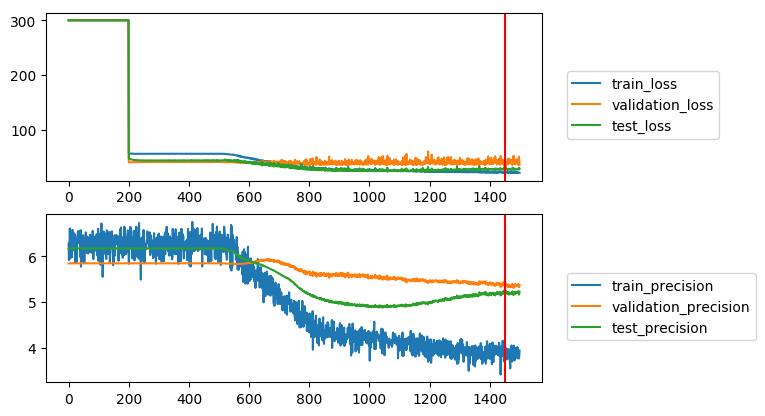 300
200
100
0 200 400 600 800 1000 1200 1400
train_loss
validation_loss
test_loss
6
5
4
0 200 400 600 800 1000 1200 1400
train_precision
validation_precision
test_precision